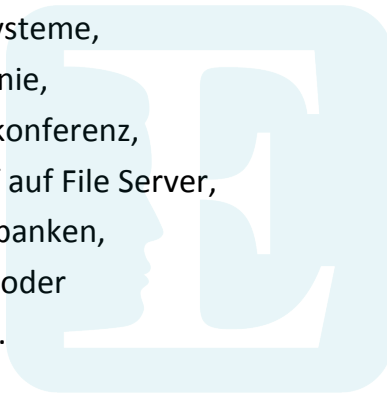 ysteme,
nie,
konferenz,
auf File Server,
banken,
oder
.
E